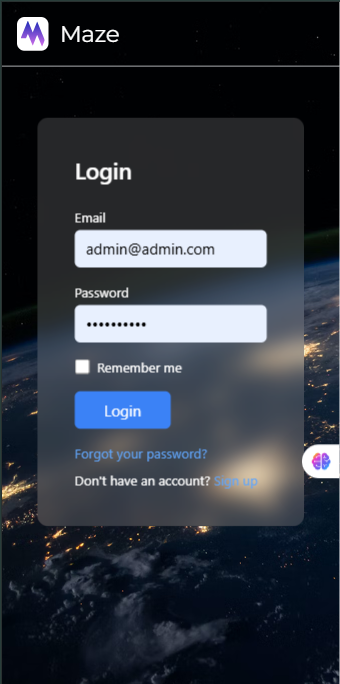 Maze
Login
Email
admin@admin.com
Password
••••••••••
Remember me
Login
Forgot your password?
Don't have an account? Sign up